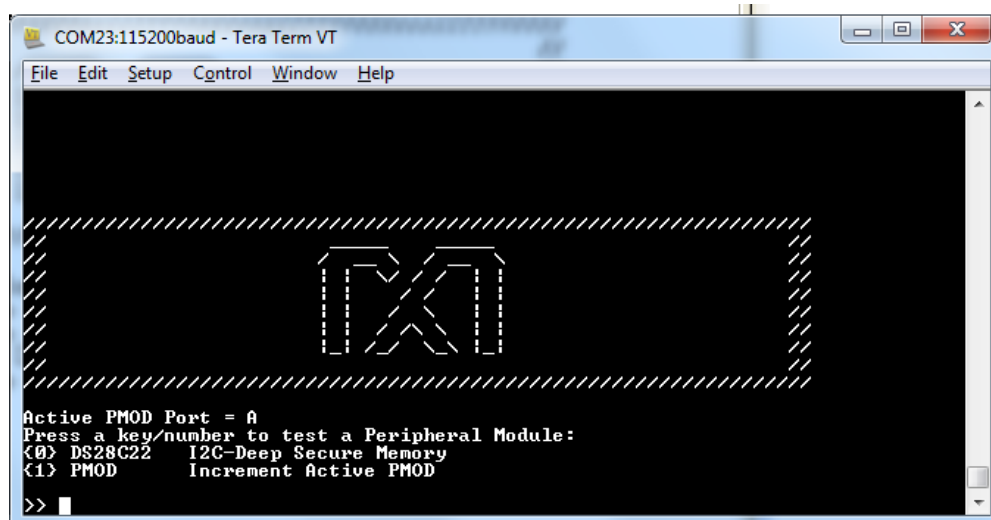 COM23:115200baud - Tera Term VT
File Edit Setup Control Window Help
Active PMOD Port = A
Press a key/number to test a Peripheral Module:
{0} DS28C22 I2C-Deep Secure Memory
{1} PMOD Increment Active PMOD
>>